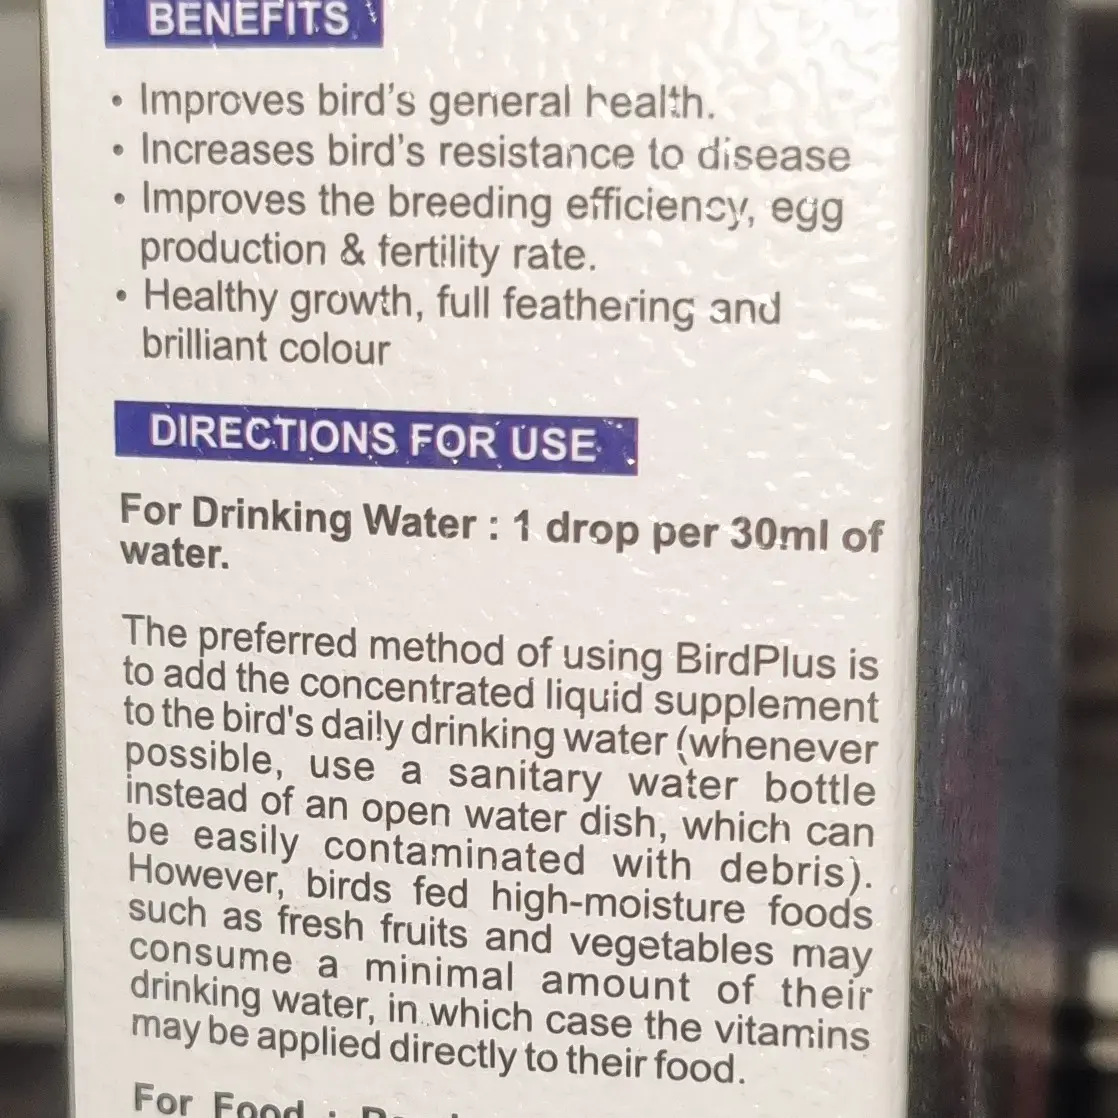 BENEFITS
• Improves bird's general health.
• Increases bird's resistance to disease
• Improves the breeding efficiency, egg
production & fertility rate.
• Healthy growth, full feathering and
brilliant colour
DIRECTIONS FOR USE
For Drinking Water : 1 drop per 30ml of
water.
The preferred method of using BirdPlus is
to add the concentrated liquid supplement
to the bird's daily drinking water (whenever
possible, use a sanitary water bottle
instead of an open water dish, which can
be easily contaminated with debris).
However, birds fed high-moisture foods
such as fresh fruits and vegetables may
consume a minimal amount of their
drinking water, in which case the vitamins
may be applied directly to their food.
For Food :